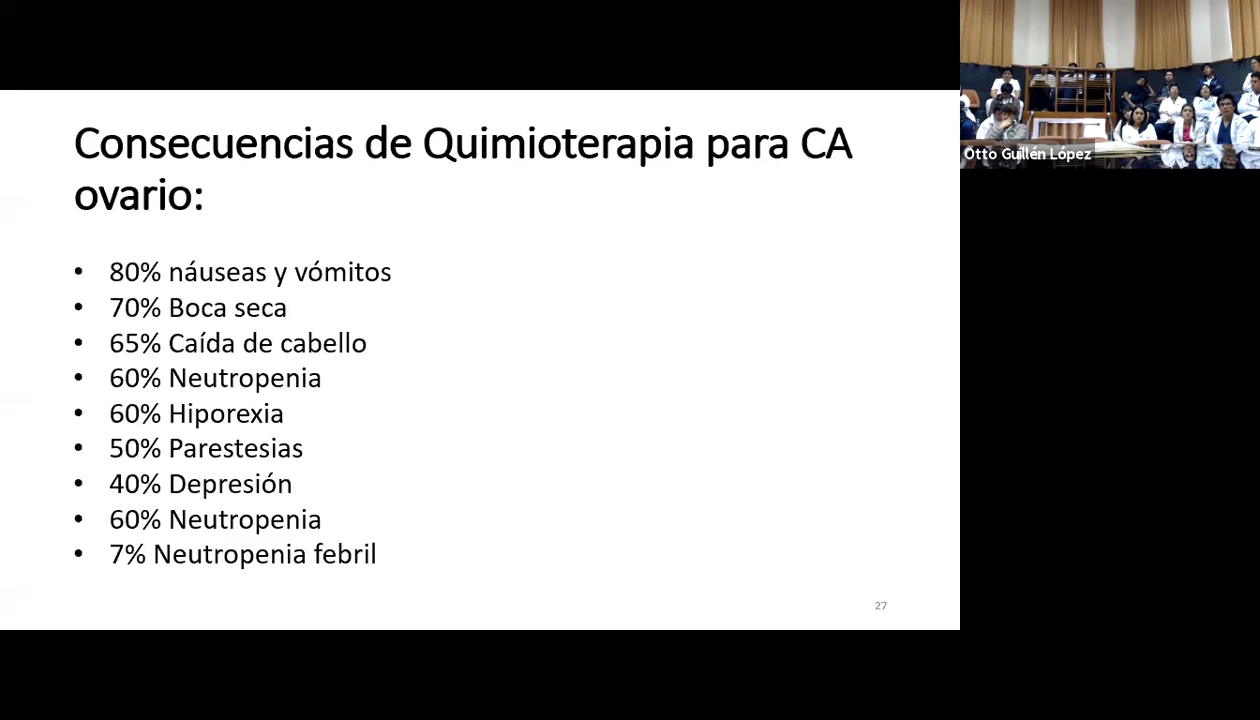 Consecuencias de Quimioterapia para CA
ovario:
• 80% náuseas y vómitos
• 70% Boca seca
• 65% Caída de cabello
• 60% Neutropenia
• 60% Hiporexia
• 50% Parestesias
• 40% Depresión
• 60% Neutropenia
• 7% Neutropenia febril
27
Otto Guillén López